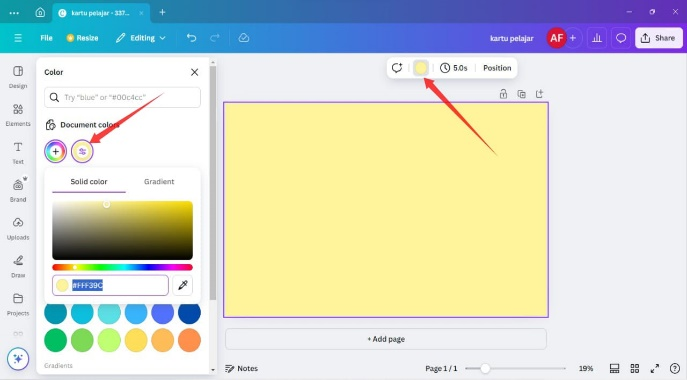 kartu pelajar - 337...
File
Resize
Editing
kartu pelajar
AF
Share
Color
Try "blue" or "#00c4cc"
Document colors
Solid color
Gradient
#FFF39C
Gradients
Design
Elements
Text
Brand
Uploads
Draw
Projects
5.0s
Position
+ Add page
Notes
Page 1 / 1
19%